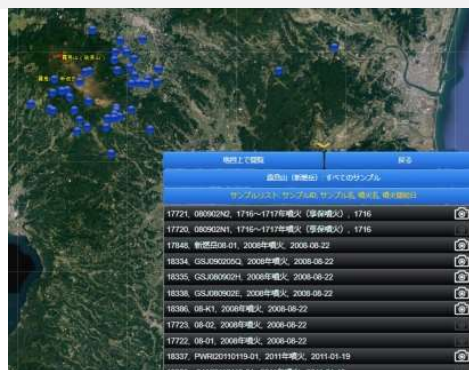 地図上で閲覧 戻る
霧島山（新燃岳） すべてのサンプル
サンプルリスト, サンプルID, サンプル名, 噴火名, 噴火開始日
17721, 080902N2, 1716～1717年噴火（享保噴火）, 1716
17720, 080902N1, 1716～1717年噴火（享保噴火）, 1716
17848, 新燃岳08-01, 2008年噴火, 2008-08-22
18334, GSJ090205Q, 2008年噴火, 2008-08-22
18335, GSJ080902H, 2008年噴火, 2008-08-22
18338, GSJ080902E, 2008年噴火, 2008-08-22
18386, 08-K1, 2008年噴火, 2008-08-22
17723, 08-02, 2008年噴火, 2008-08-22
17722, 08-01, 2008年噴火, 2008-08-22
18337, PWRI20110119-01, 2011年噴火, 2011-01-19